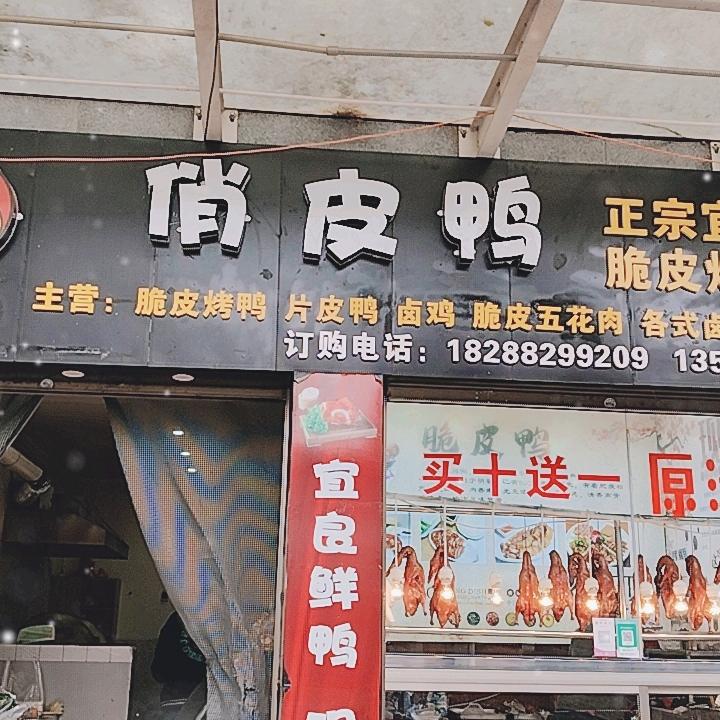 俏皮鸭
正宗宜
脆皮烤
主营：脆皮烤鸭 片皮鸭 卤鸡 脆皮五花肉 各式卤
订购电话：18288299209 135
脆皮鸭
买十送一
原
宜良鲜鸭